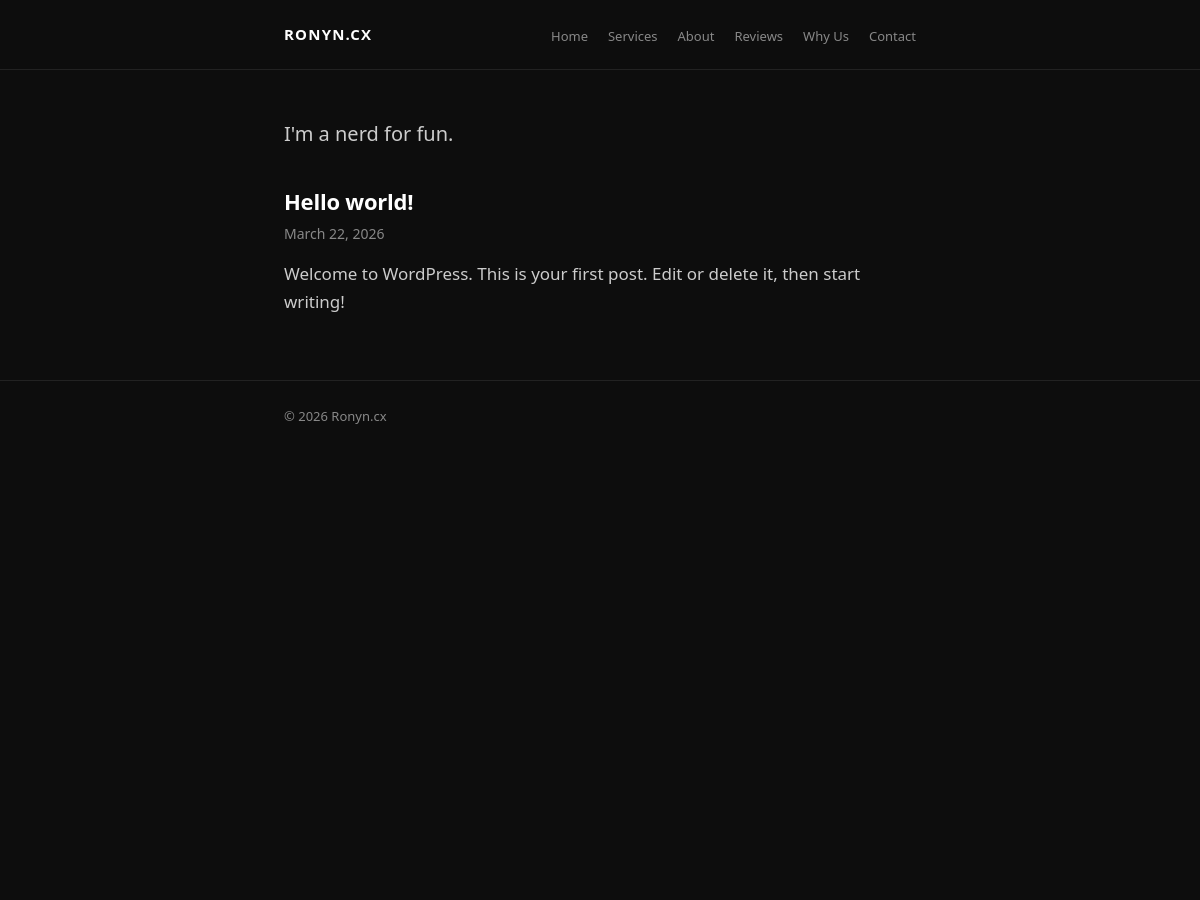 RONYN.CX
Home Services About Reviews Why Us Contact
I'm a nerd for fun.
Hello world!
March 22, 2026
Welcome to WordPress. This is your first post. Edit or delete it, then start
writing!
© 2026 Ronyn.cx